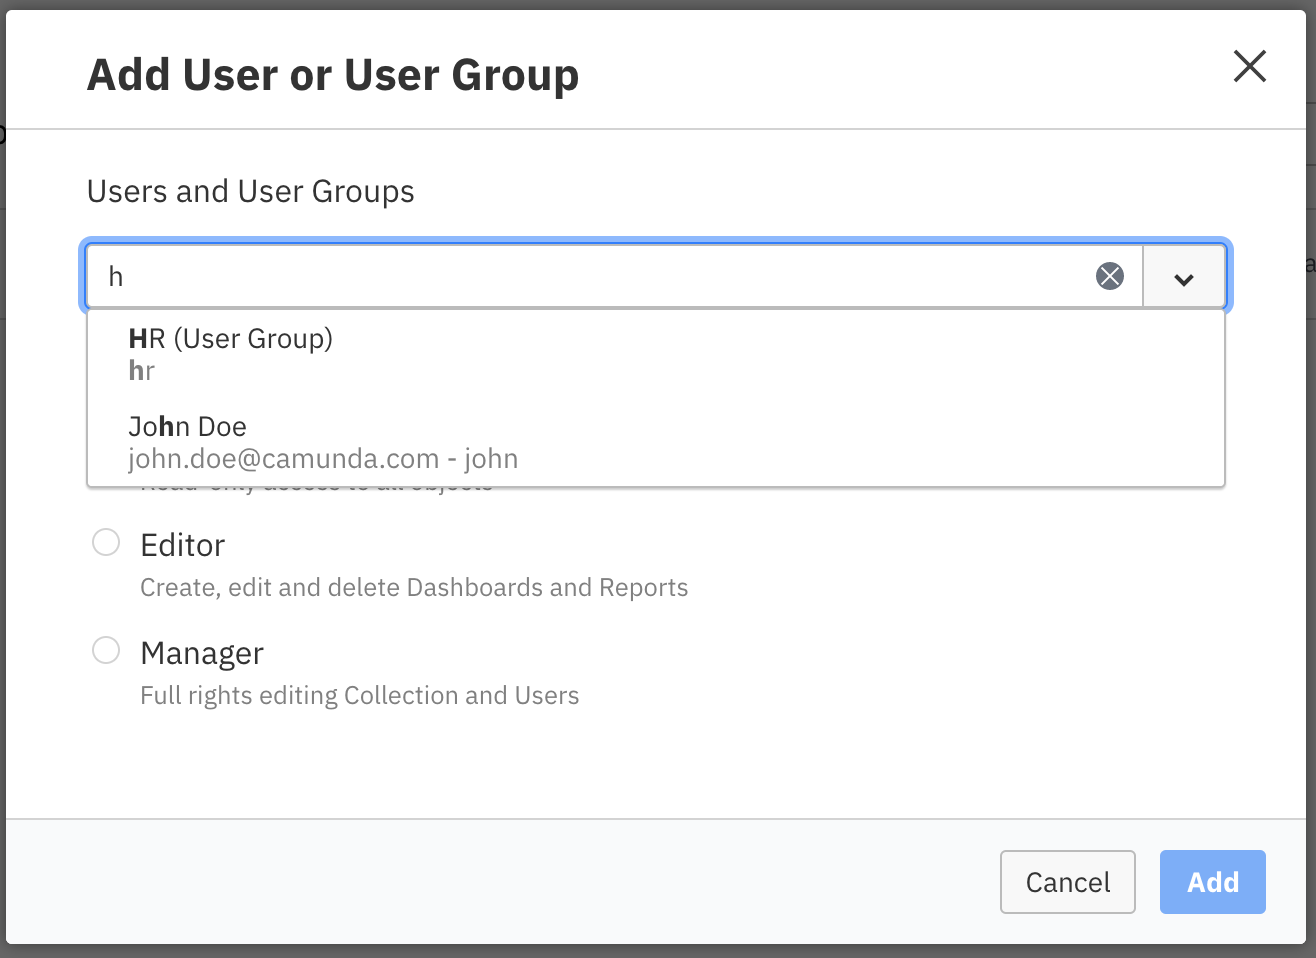 Add User or User Group
Users and User Groups
h
HR (User Group)
hr
John Doe
john.doe@camunda.com - john
Editor
Create, edit and delete Dashboards and Reports
Manager
Full rights editing Collection and Users
Cancel
Add